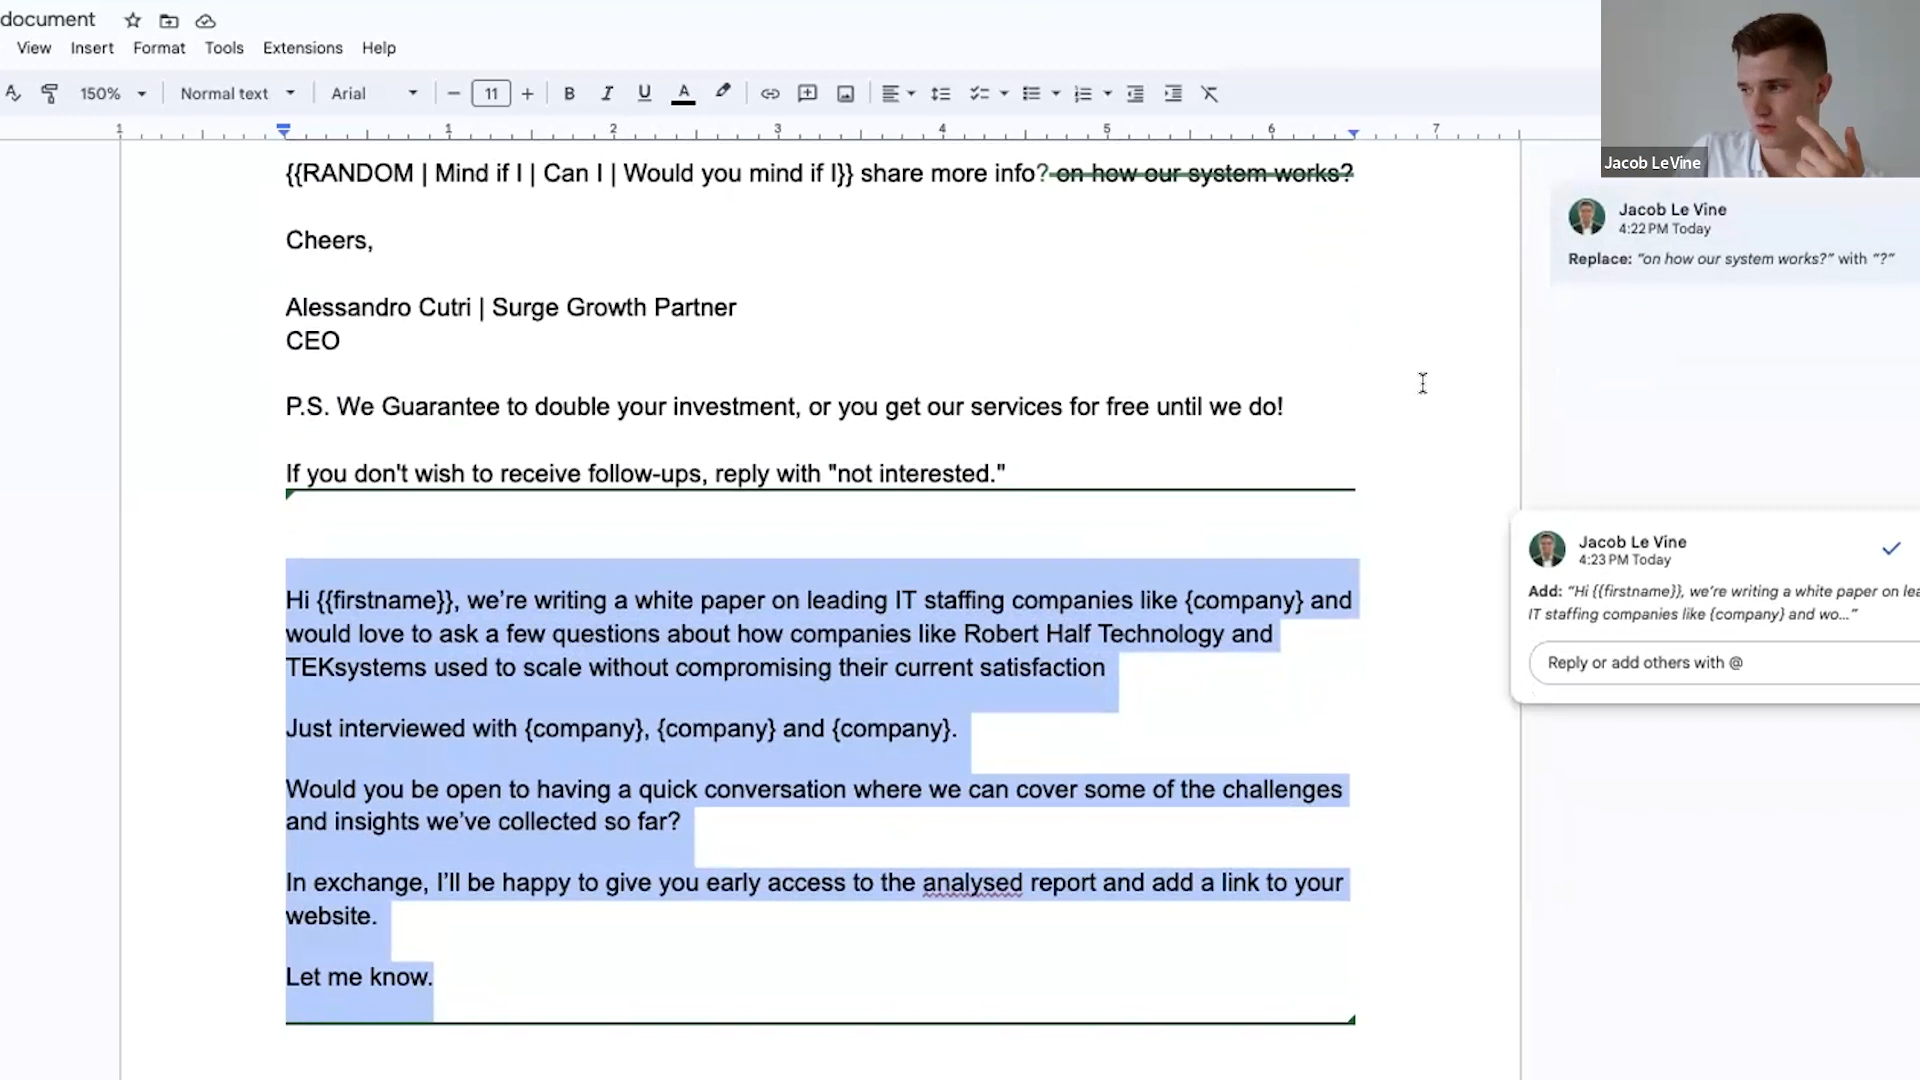 document
View Insert Format Tools Extensions Help
150% Normal text Arial 11 B I U A
1 1 2 3 4 5 6 7
Jacob LeVine
{{RANDOM | Mind if I | Can I | Would you mind if I}} share more info? on how our system works?
Cheers,
Alessandro Cutri | Surge Growth Partner
CEO
P.S. We Guarantee to double your investment, or you get our services for free until we do!
If you don't wish to receive follow-ups, reply with "not interested."
Hi {{firstname}}, we’re writing a white paper on leading IT staffing companies like {company} and
would love to ask a few questions about how companies like Robert Half Technology and
TEKsystems used to scale without compromising their current satisfaction
Just interviewed with {company}, {company} and {company}.
Would you be open to having a quick conversation where we can cover some of the challenges
and insights we’ve collected so far?
In exchange, I’ll be happy to give you early access to the analysed report and add a link to your
website.
Let me know.
Jacob Le Vine
4:22 PM Today
Replace: “on how our system works?” with “?”
Jacob Le Vine
4:23 PM Today
Add: “Hi {{firstname}}, we’re writing a white paper on lea
IT staffing companies like {company} and wo...”
Reply or add others with @